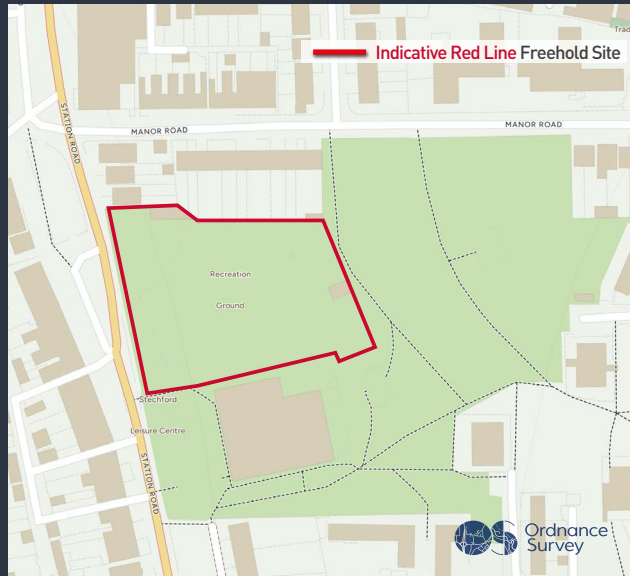 Trad
Indicative Red Line Freehold Site
STATION ROAD
MANOR ROAD
MANOR ROAD
Recreation
Ground
Stechford
Leisure Centre
STATION ROAD
Ordnance
Survey